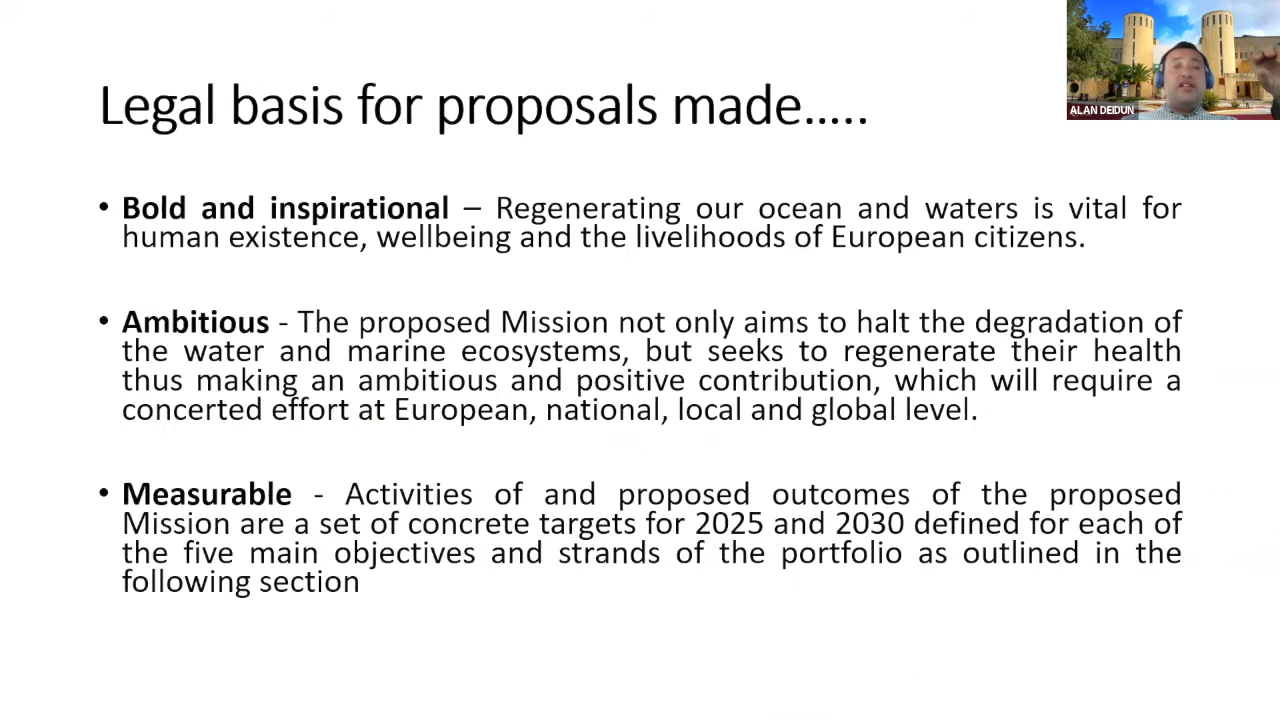 Legal basis for proposals made.....
ALAN DEIDUN
• Bold and inspirational – Regenerating our ocean and waters is vital for
human existence, wellbeing and the livelihoods of European citizens.
• Ambitious - The proposed Mission not only aims to halt the degradation of
the water and marine ecosystems, but seeks to regenerate their health
thus making an ambitious and positive contribution, which will require a
concerted effort at European, national, local and global level.
• Measurable - Activities of and proposed outcomes of the proposed
Mission are a set of concrete targets for 2025 and 2030 defined for each of
the five main objectives and strands of the portfolio as outlined in the
following section